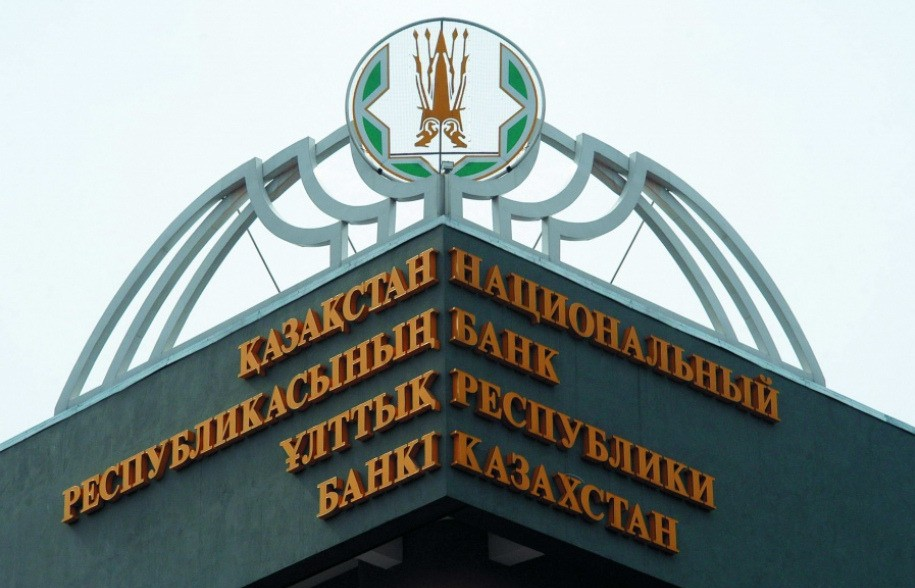 ҚАЗАҚСТАН
РЕСПУБЛИКАСЫНЫҢ
ҰЛТТЫҚ
БАНКІ
НАЦИОНАЛЬНЫЙ
БАНК
РЕСПУБЛИКИ
КАЗАХСТАН